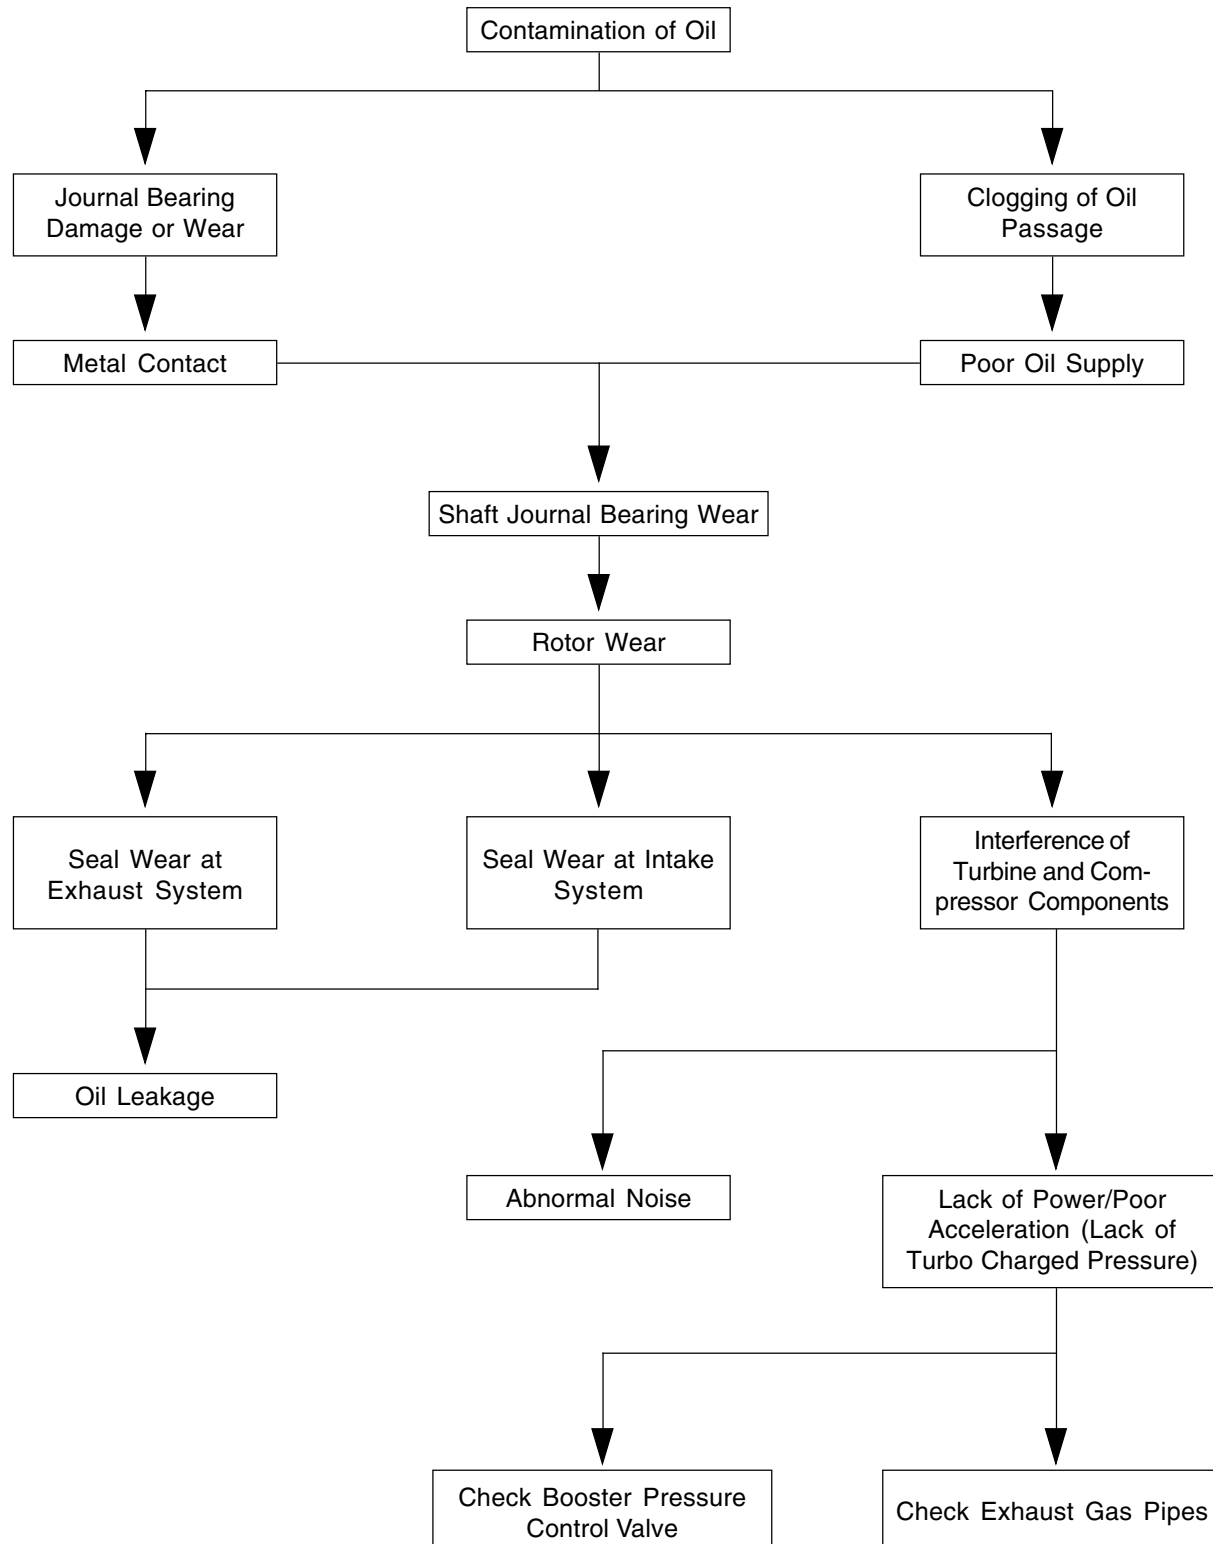 Contamination of Oil
Journal Bearing
Damage or Wear
Clogging of Oil
Passage
Metal Contact
Poor Oil Supply
Shaft Journal Bearing Wear
Rotor Wear
Seal Wear at
Exhaust System
Seal Wear at Intake
System
Interference of
Turbine and Com-
pressor Components
Oil Leakage
Abnormal Noise
Lack of Power/Poor
Acceleration (Lack of
Turbo Charged Pressure)
Check Booster Pressure
Control Valve
Check Exhaust Gas Pipes